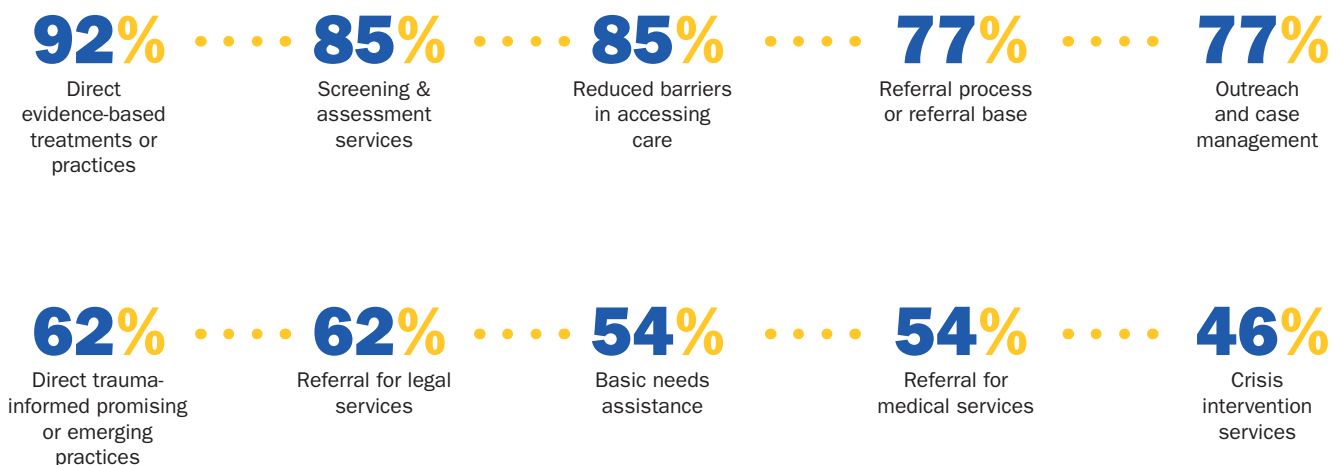 92% 85% 85% 77% 77%
Direct
evidence-based
treatments or
practices
Screening &
assessment
services
Reduced barriers
in accessing
care
Referral process
or referral base
Outreach
and case
management
62% 62% 54% 54% 46%
Direct trauma-
informed promising
or emerging
practices
Referral for legal
services
Basic needs
assistance
Referral for
medical services
Crisis
intervention
services